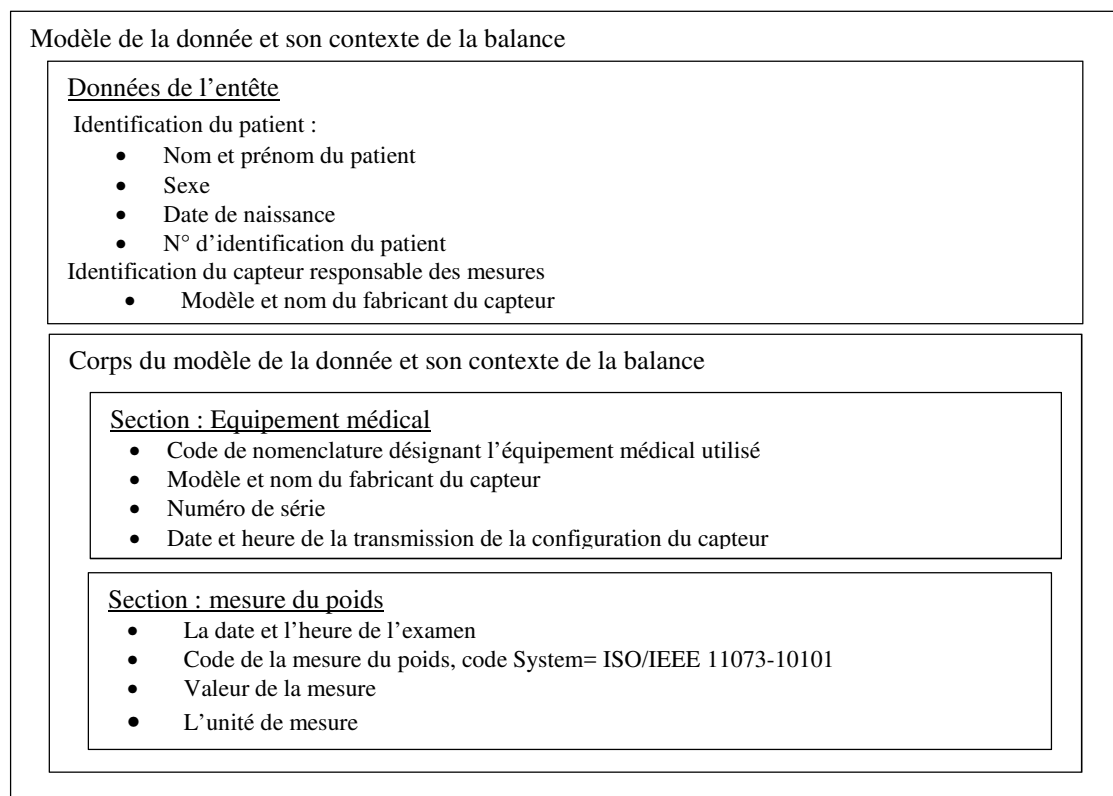 Modèle de la donnée et son contexte de la balance
Données de l’entête
Identification du patient :
• Nom et prénom du patient
• Sexe
• Date de naissance
• N° d’identification du patient
Identification du capteur responsable des mesures
• Modèle et nom du fabricant du capteur
Corps du modèle de la donnée et son contexte de la balance
Section : Equipement médical
• Code de nomenclature désignant l’équipement médical utilisé
• Modèle et nom du fabricant du capteur
• Numéro de série
• Date et heure de la transmission de la configuration du capteur
Section : mesure du poids
• La date et l’heure de l’examen
• Code de la mesure du poids, code System= ISO/IEEE 11073-10101
• Valeur de la mesure
• L’unité de mesure